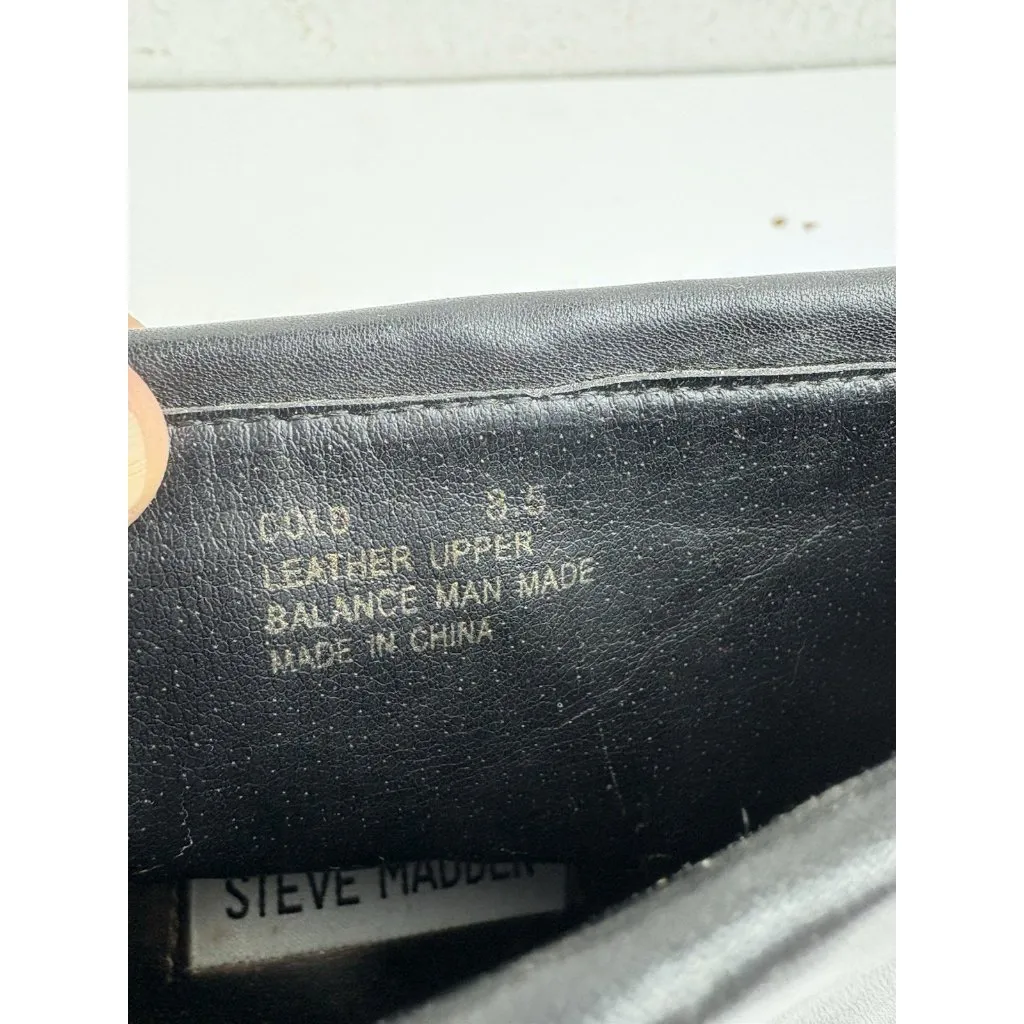 COLD 8.5
LEATHER UPPER
BALANCE MAN MADE
MADE IN CHINA
STEVE MADDEN